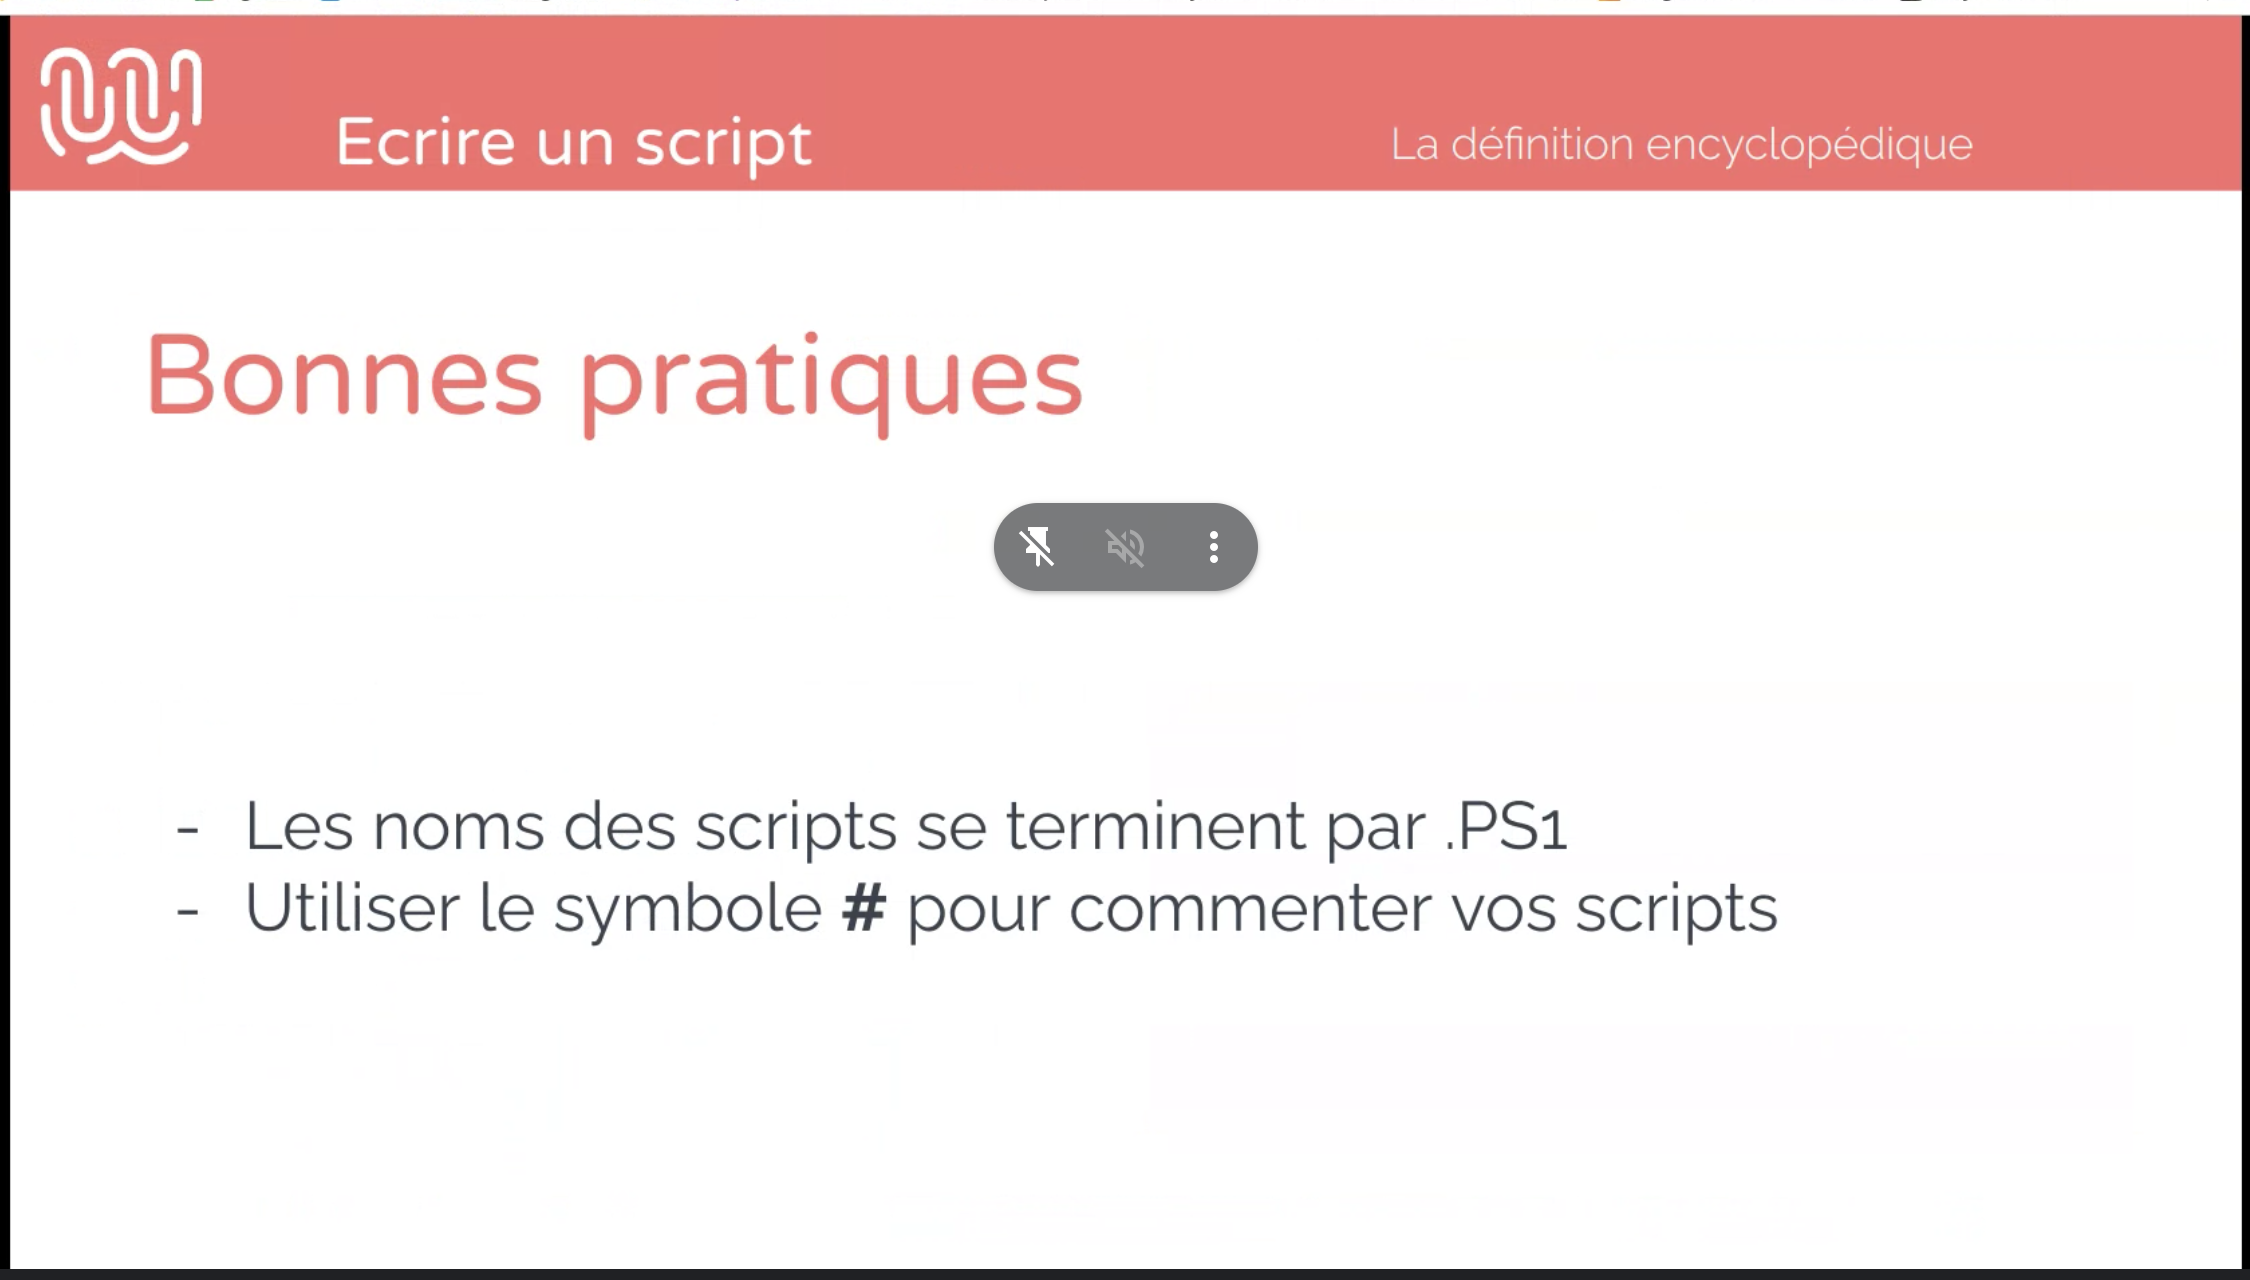 Ecrire un script
La définition encyclopédique
Bonnes pratiques
- Les noms des scripts se terminent par .PS1
- Utiliser le symbole # pour commenter vos scripts